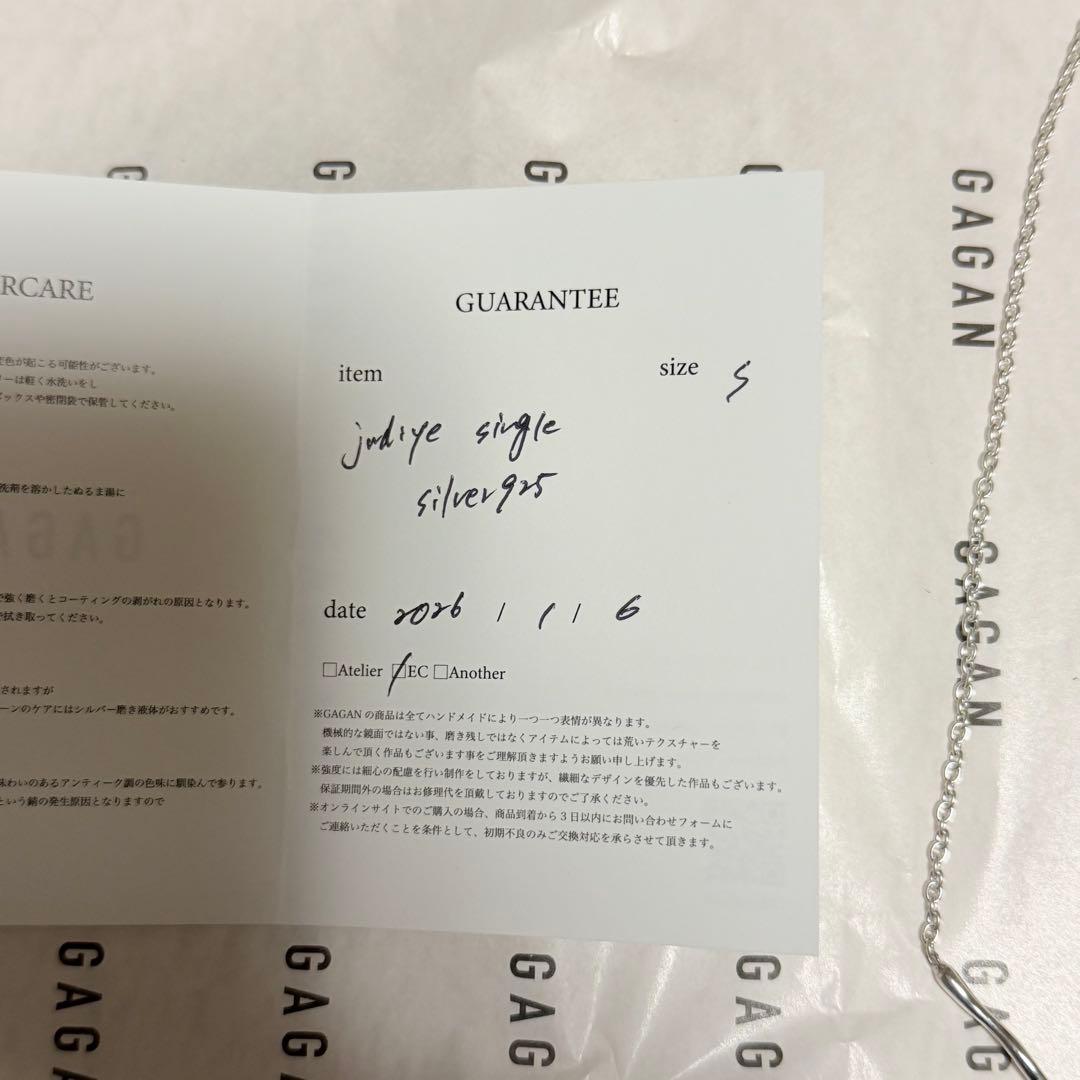 GAGAN
RCARE
変色が起こる可能性がございます。
リーは軽く水洗いをし
ボックスや密閉袋で保管してください。
洗剤を溶かしたぬるま湯に
で強く磨くとコーティングの剥がれの原因となります。
で拭き取ってください。
されますが
ーンのケアにはシルバー磨き液体がおすすめです。
味わいのあるアンティーク調の色味に馴染んで参ります。
という錆の発生原因となりますので
GUARANTEE
item
size S
judiye single
silver925
date 2026 / 1 / 6
□Atelier □EC □Another
※GAGAN の商品は全てハンドメイドにより一つ一つ表情が異なります。
機械的な鏡面ではない事、磨き残しではなくアイテムによっては荒いテクスチャーを
楽しんで頂く作品もございます事をご理解頂きますようお願い申し上げます。
※強度には細心の配慮を行い制作をしておりますが、繊細なデザインを優先した作品もございます。
保証期間外の場合はお修理代を頂戴しておりますのでご了承ください。
※オンラインサイトでのご購入の場合、商品到着から 3 日以内にお問い合わせフォームに
ご連絡いただくことを条件として、初期不良のみご交換対応を承らせて頂きます。
GAGAN
GAG
GAG
GAG
GAG
GAG